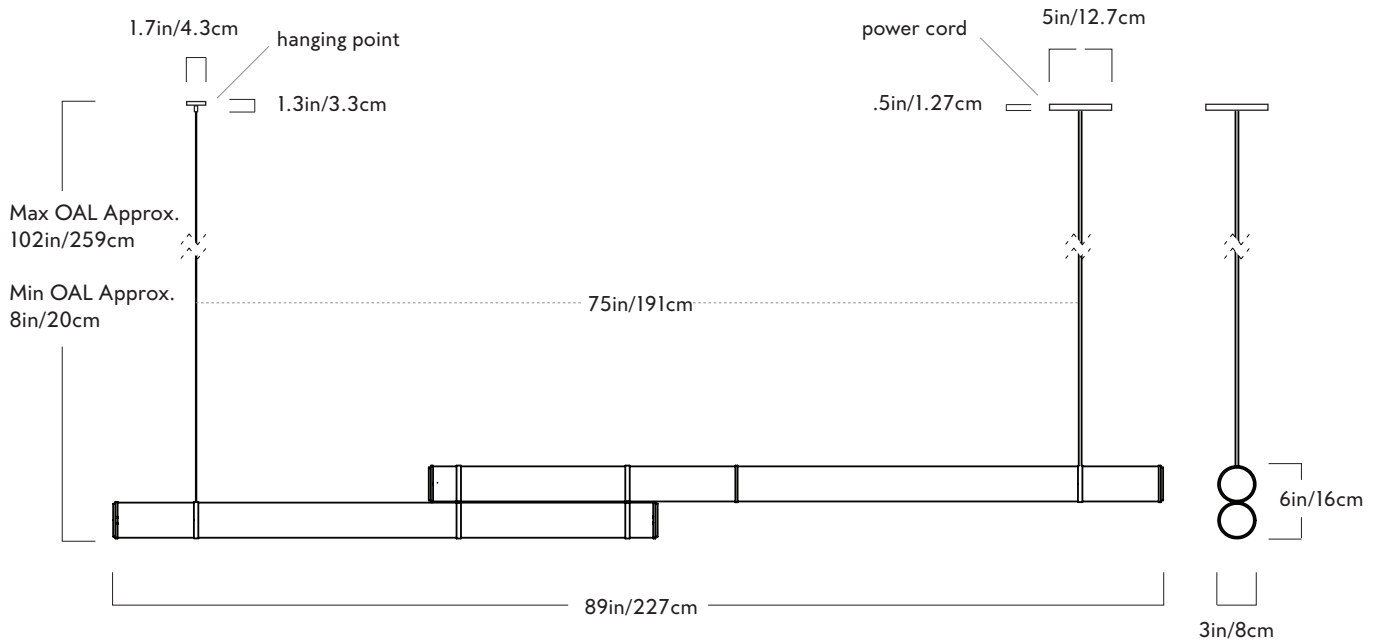 1.7in/4.3cm
hanging point
power cord
5in/12.7cm
1.3in/3.3cm
.5in/1.27cm
Max OAL Approx.
102in/259cm
Min OAL Approx.
8in/20cm
75in/191cm
6in/16cm
89in/227cm
3in/8cm